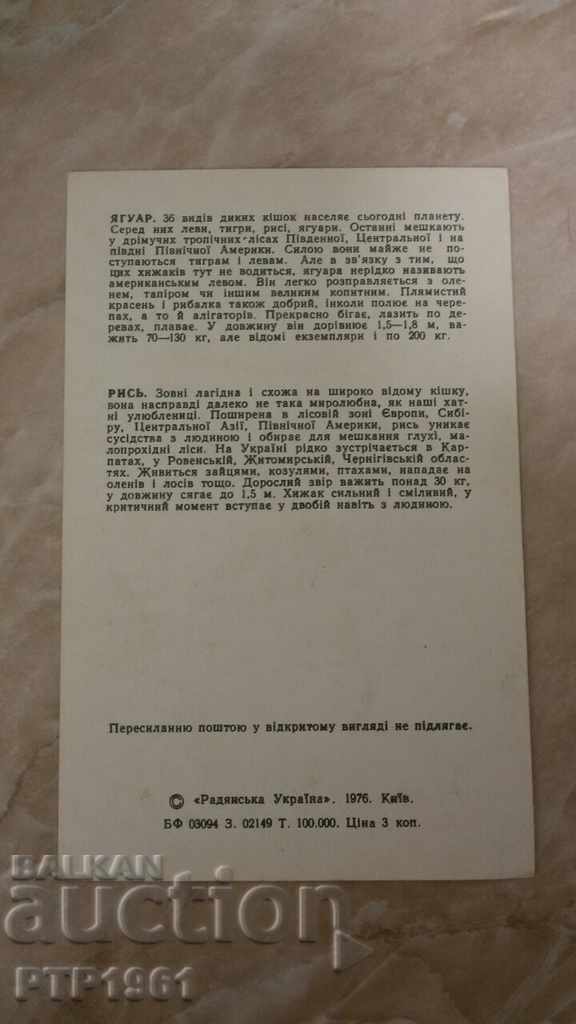 ЯГУАР. 36 видів диких кішок населяє сьогодні планету.
Серед них леви, тигри, рисі, ягуари. Останні мешкають
у дрімучих тропічних лісах Південної, Центральної і на
півдні Північної Америки. Силою вони майже не по-
ступаються тиграм і левам. Але в зв'язку з тим, що
цих хижаків тут не водиться, ягуара нерідко називають
американським левом. Він легко розправляється з оле-
нем, тапіром чи іншим великим копитним. Плямистий
красень і рибалка також добрий, інколи полює на чере-
пах, а то й алігаторів. Прекрасно бігає, лазить по де-
ревах, плаває. У довжину він дорівнює 1,5—1,8 м, ва-
жить 70—130 кг, але відомі екземпляри і по 200 кг.
РИСЬ. Зовні лагідна і схожа на широко відому кішку,
вона насправді далеко не така миролюбна, як наші хат-
ні улюблениці. Поширена в лісовій зоні Європи, Сибі-
ру, Центральної Азії, Північної Америки, рись уникає
сусідства з людиною і обирає для мешкання глухі, ма-
лопрохідні ліси. На Україні рідко зустрічається в Кар-
патах, у Ровенській, Житомирській, Чернігівській облас-
тях. Живиться зайцями, козулями, птахами, нападає на
оленів і лосів тощо. Дорослий звір важить понад 30 кг,
у довжину сягає до 1,5 м. Хижак сильний і сміливий, у
критичний момент вступає у двобій навіть з людиною.
Пересиланню поштою у відкритому вигляді не підлягає.
© «Радянська Україна». 1976. Київ.
БФ 03094 З. 02149 Т. 100.000. Ціна 3 коп.
BALKAN
auction
PTP1961